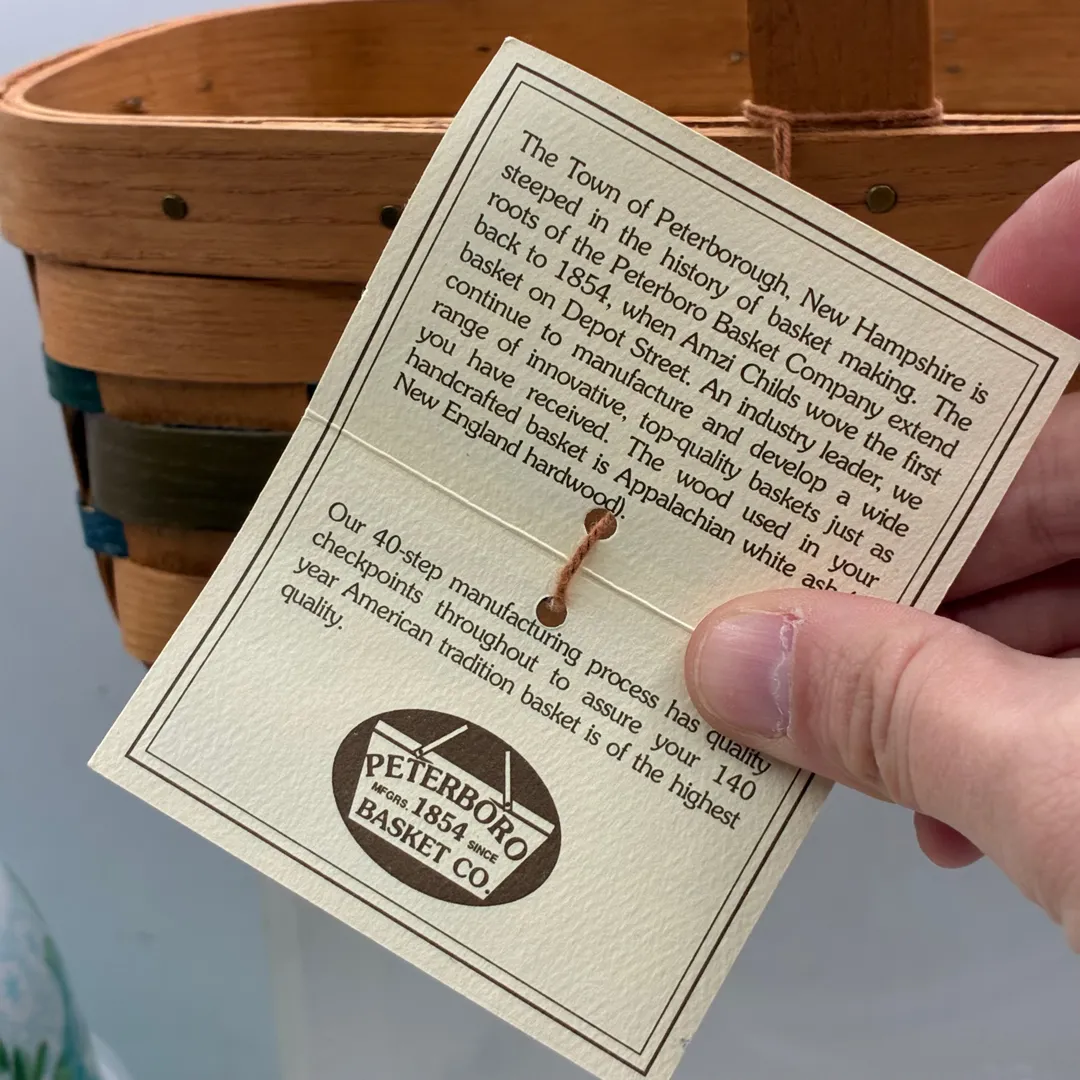 The Town of Peterborough, New Hampshire is
steeped in the history of basket making. The
roots of the Peterboro Basket Company extend
back to 1854, when Amzi Childs wove the first
basket on Depot Street. An industry leader, we
continue to manufacture and develop a wide
range of innovative, top-quality baskets just as
you have received. The wood used in your
handcrafted basket is Appalachian white ash
New England hardwood).
Our 40-step manufacturing process has quality
checkpoints throughout to assure your 140
year American tradition basket is of the highest
quality.
PETERBORO
MFGRS. 1854 SINCE
BASKET CO.